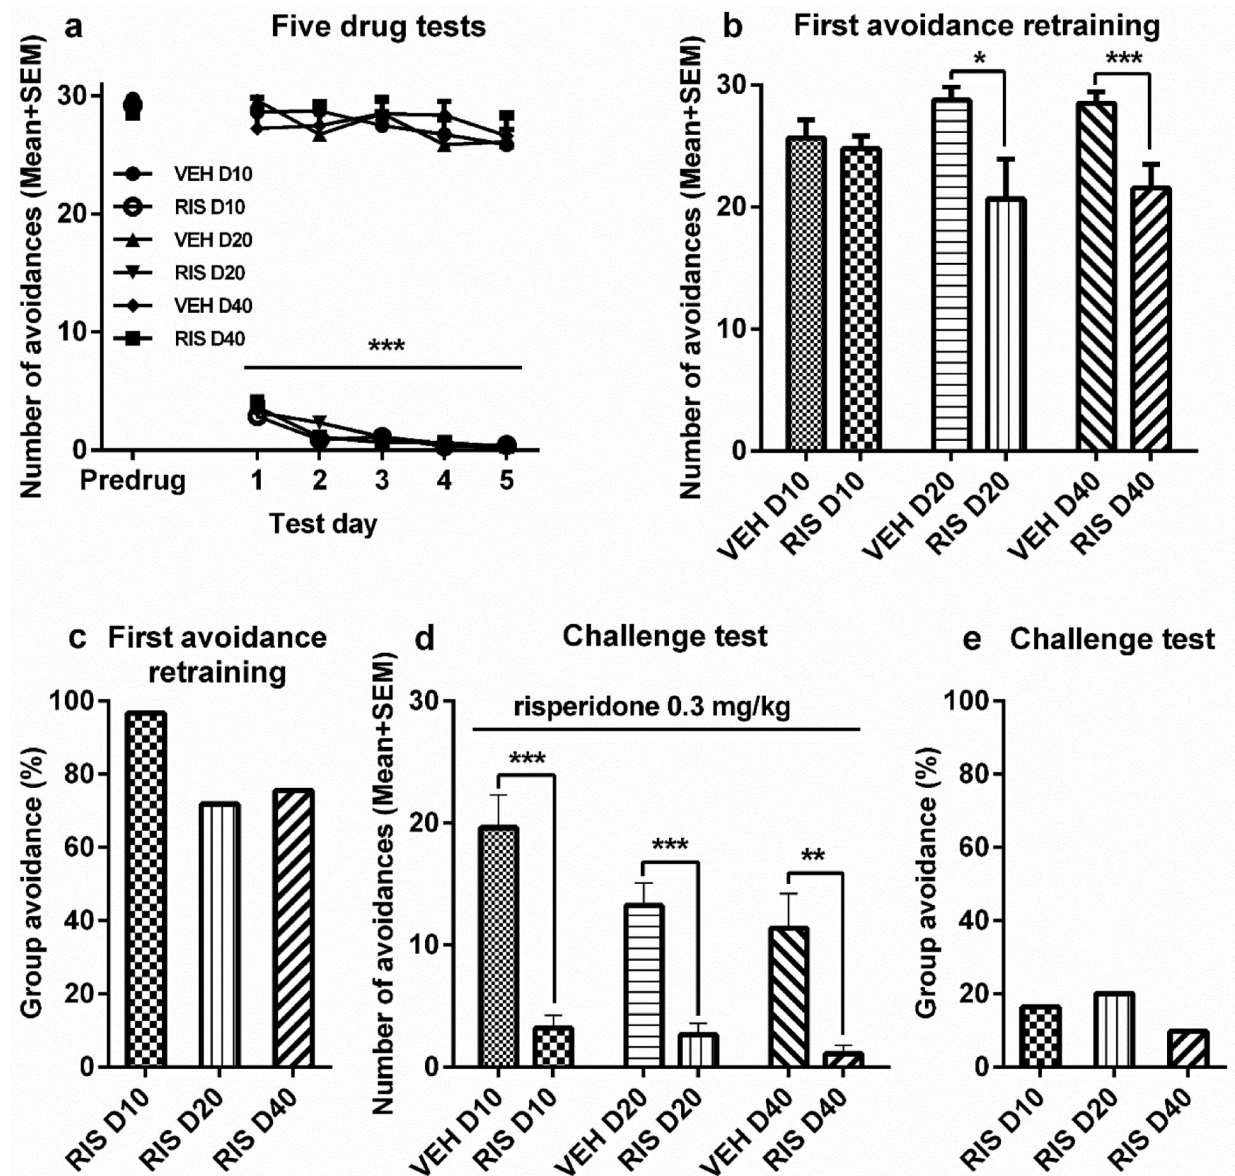 a Five drug tests
Number of avoidances (Mean+SEM)
30
20
10
0
VEH D10
RIS D10
VEH D20
RIS D20
VEH D40
RIS D40
***
Predrug 1 2 3 4 5
Test day
b First avoidance retraining
Number of avoidances (Mean+SEM)
30
20
10
0
* ***
VEH D10 RIS D10 VEH D20 RIS D20 VEH D40 RIS D40
c First avoidance
retraining
Group avoidance (%)
100
80
60
40
20
0
RIS D10 RIS D20 RIS D40
d Challenge test
Number of avoidances (Mean+SEM)
30
20
10
0
risperidone 0.3 mg/kg
*** *** **
VEH D10 RIS D10 VEH D20 RIS D20 VEH D40 RIS D40
e Challenge test
Group avoidance (%)
100
80
60
40
20
0
RIS D10 RIS D20 RIS D40